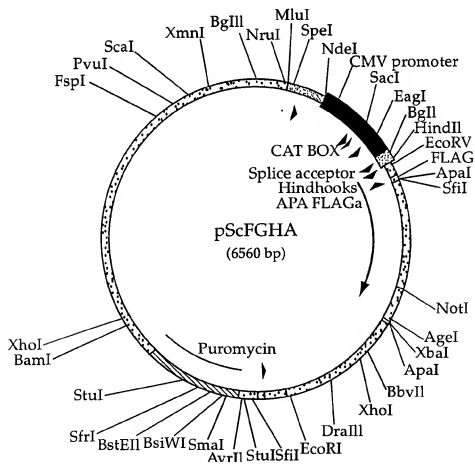 MluI
BglII
SpeI
NruI
XmnI
NdeI
ScaI
CMV promoter
PvuI
SacI
FspI
EagI
BglI
HindII
EcoRV
CAT BOX
FLAG
Splice acceptor
ApaI
Hindhooks
SfiI
APA FLAGa
pScFGHA
(6560 bp)
NotI
AgeI
XhoI
XbaI
BamI
Puromycin
ApaI
BbvII
StuI
XhoI
SfrI
DraIII
BstEII
BsiWI
SmaI
EcoRI
AvrII
StuI
SfiI